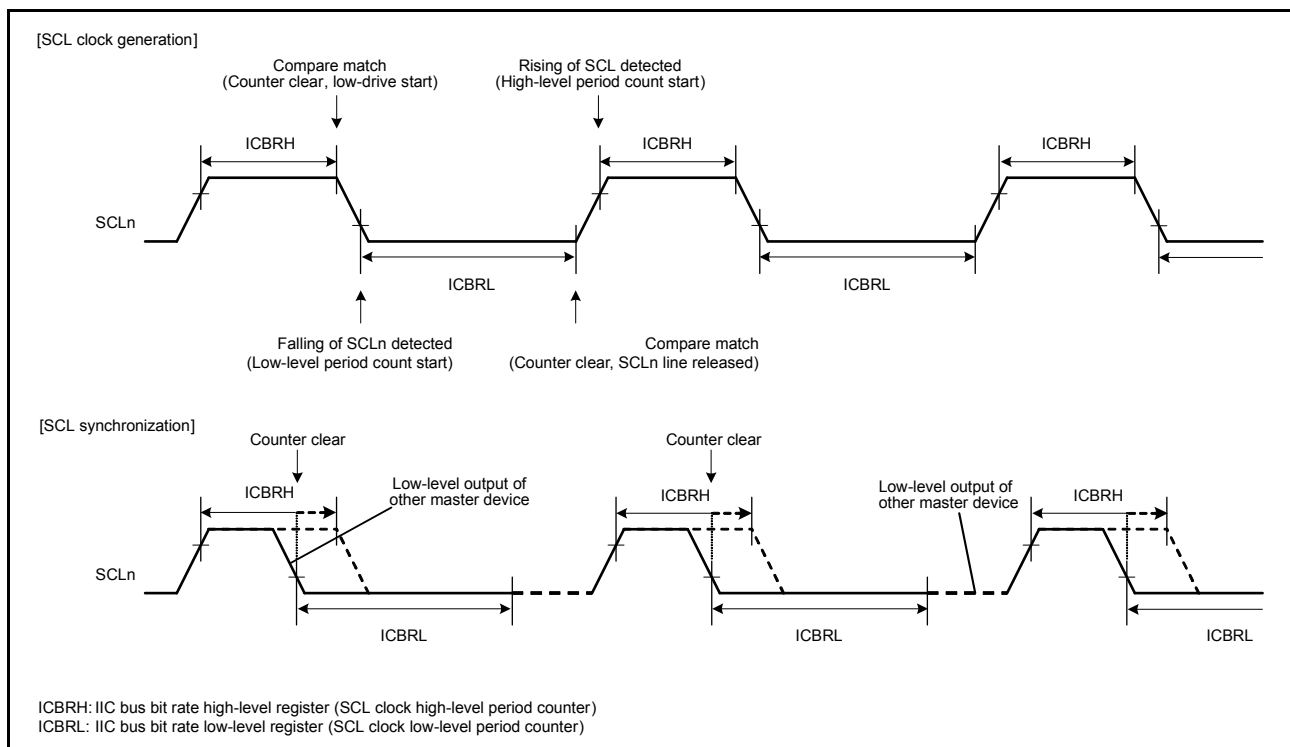 [SCL clock generation]
Compare match
(Counter clear, low-drive start)
Rising of SCL detected
(High-level period count start)
ICBRH
ICBRH
ICBRH
SCLn
ICBRL
ICBRL
Falling of SCLn detected
(Low-level period count start)
Compare match
(Counter clear, SCLn line released)
[SCL synchronization]
Counter clear
Counter clear
ICBRH
Low-level output of
other master device
ICBRH
Low-level output of
other master device
ICBRH
SCLn
ICBRL
ICBRL
ICBRL
ICBRH: IIC bus bit rate high-level register (SCL clock high-level period counter)
ICBRL: IIC bus bit rate low-level register (SCL clock low-level period counter)